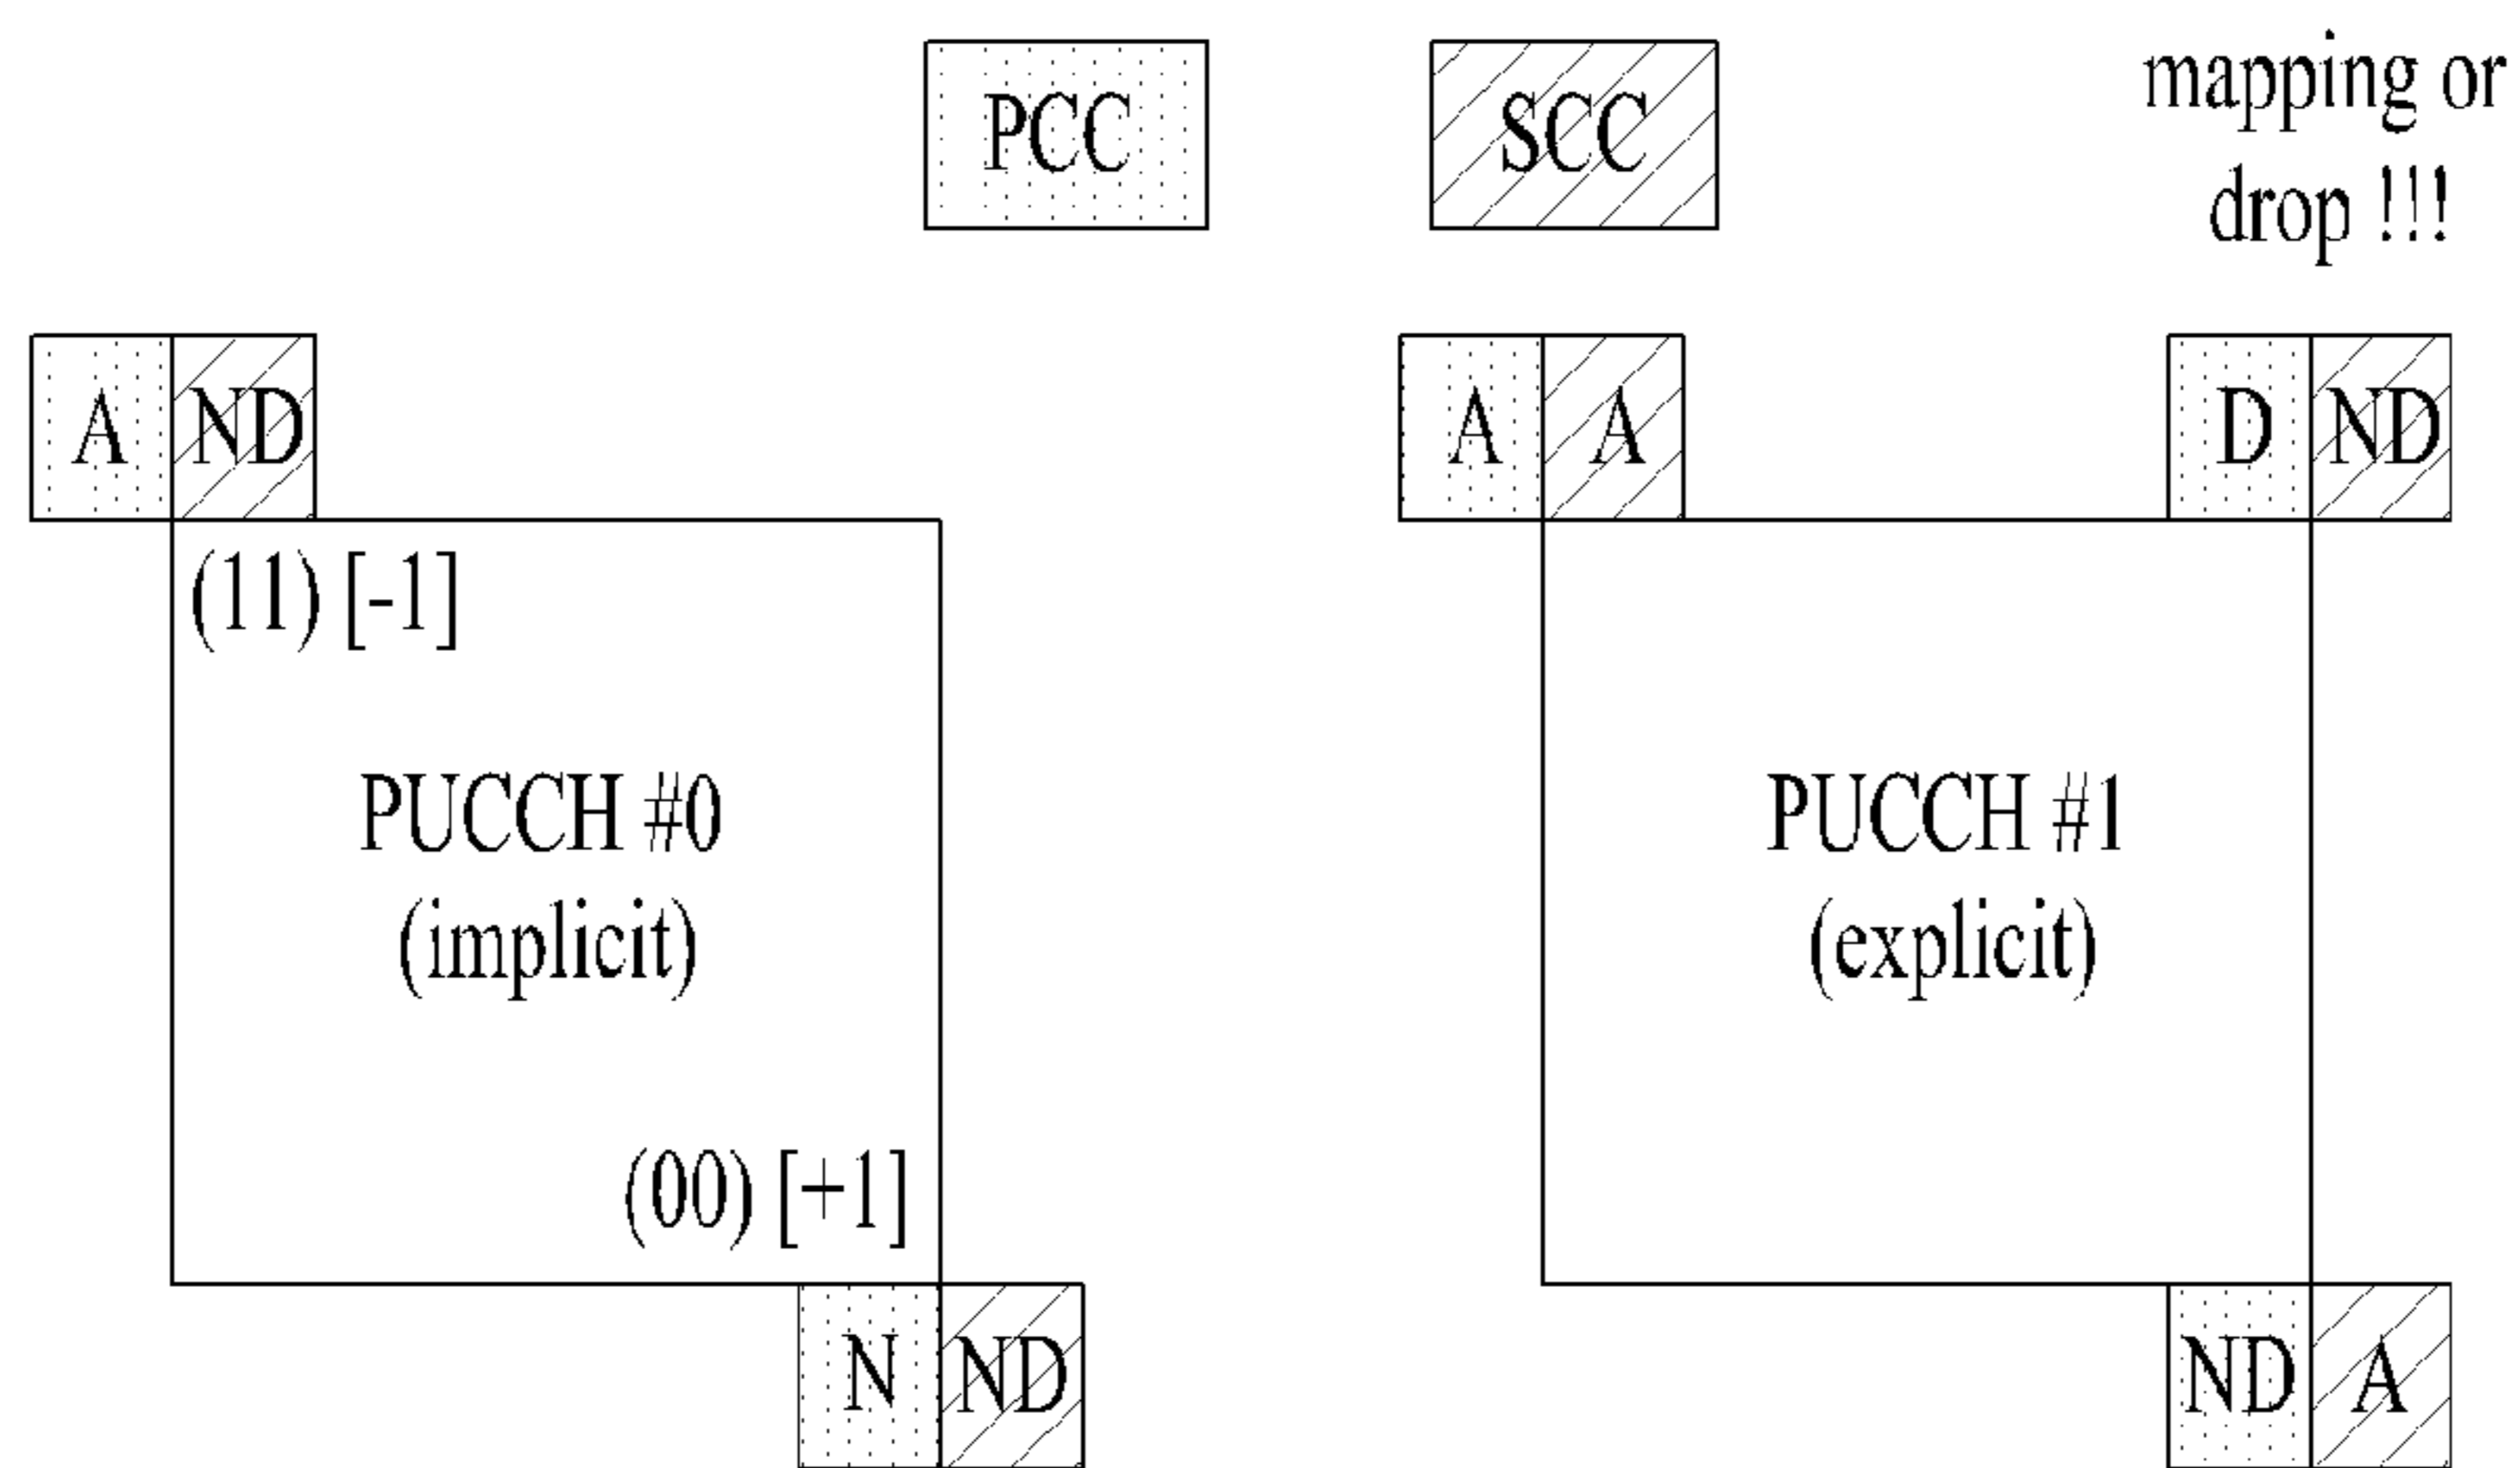 PCC
SCC
mapping or
drop !!!
A ND
A A
D ND
(11) [-1]
PUCCH #0
(implicit)
PUCCH #1
(explicit)
(00) [+1]
N ND
ND A